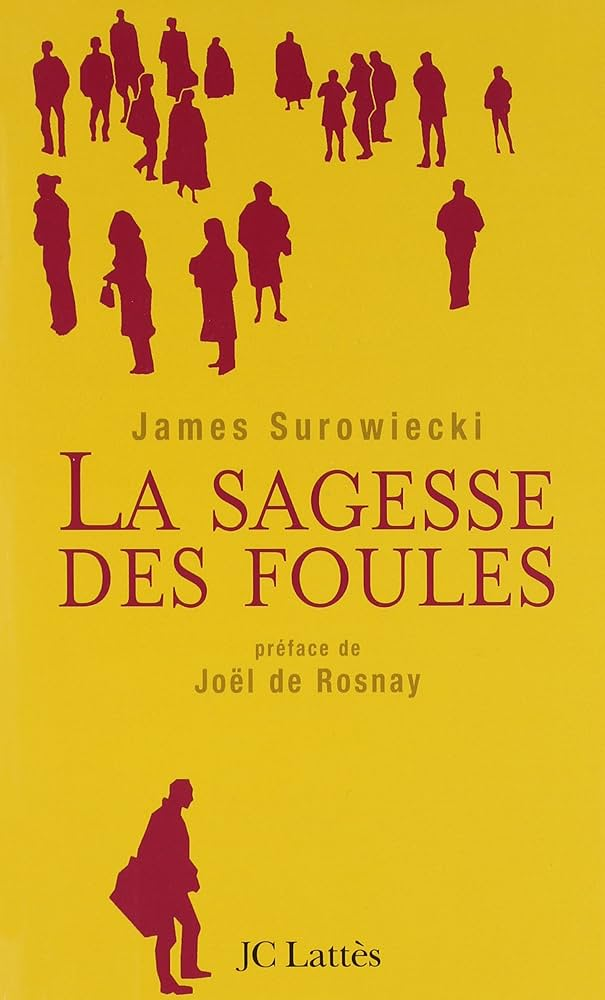 James Surowiecki
LA SAGESSE
DES FOULES
préface de
Joël de Rosnay
JC Lattès